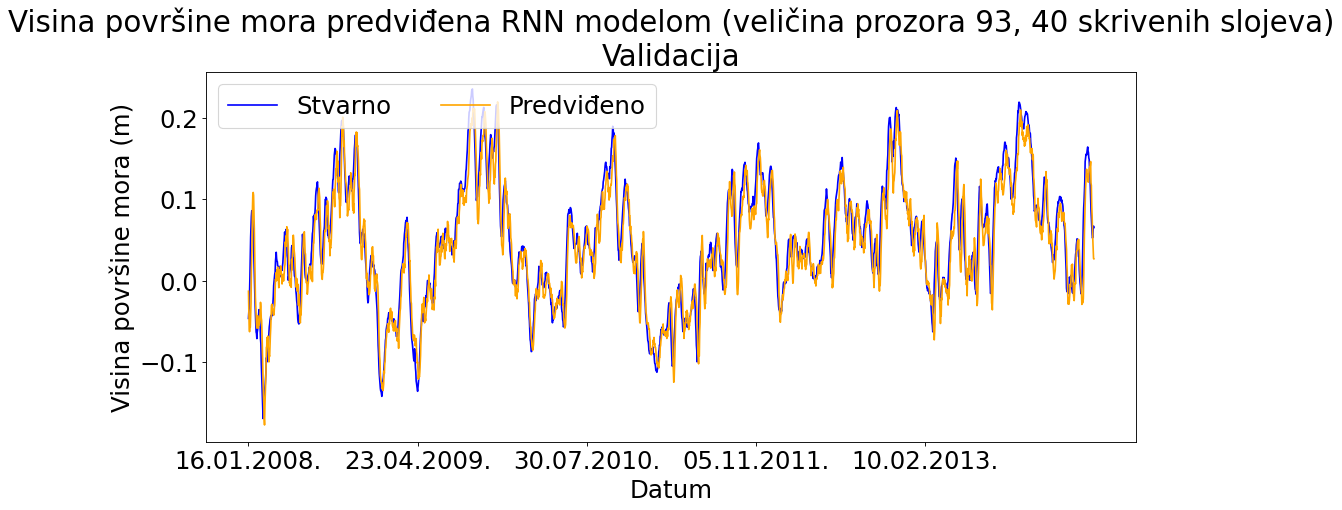 Visina površine mora predviđena RNN modelom (veličina prozora 93, 40 skrivenih slojeva)
Validacija
Stvarno
Predviđeno
Visina površine mora (m)
0.2
0.1
0.0
−0.1
16.01.2008.
23.04.2009.
30.07.2010.
05.11.2011.
10.02.2013.
Datum